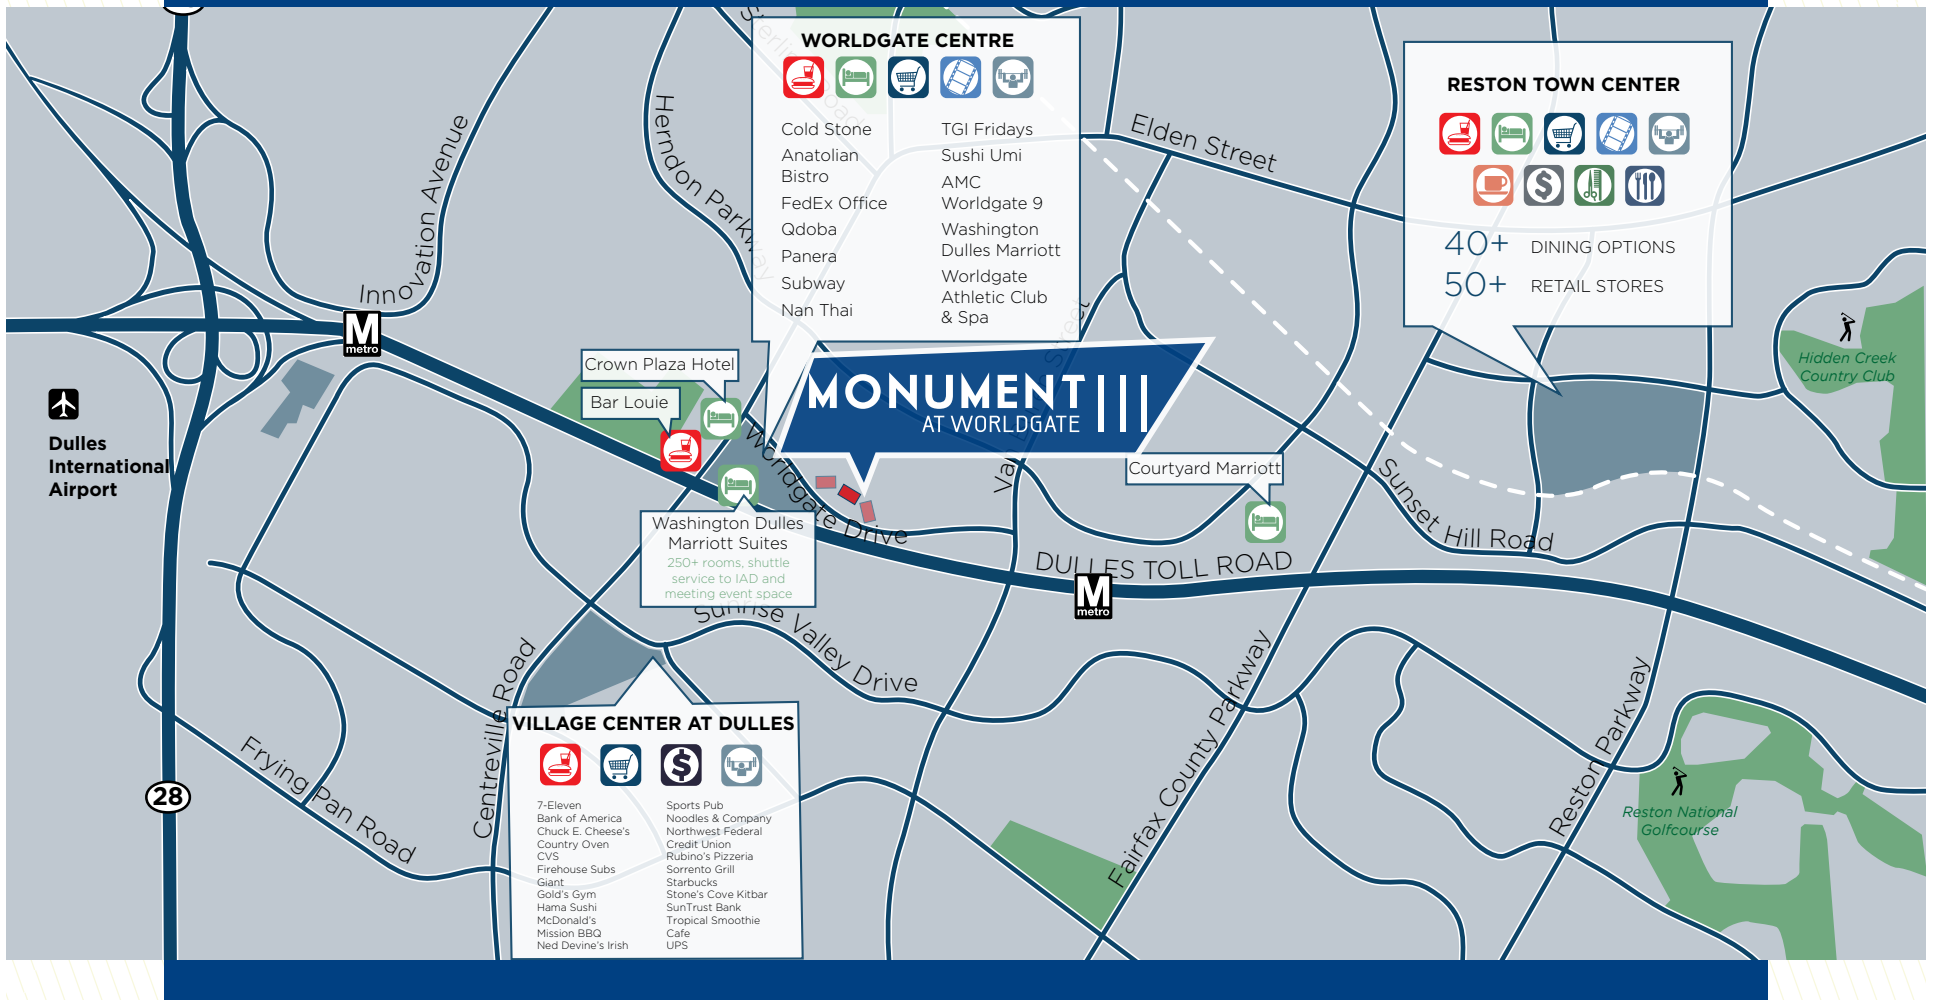 WORLDGATE CENTRE
Cold Stone
Anatolian
Bistro
FedEx Office
Qdoba
Panera
Subway
Nan Thai
TGI Fridays
Sushi Umi
AMC
Worldgate 9
Washington
Dulles Marriott
Worldgate
Athletic Club
& Spa
RESTON TOWN CENTER
40+ DINING OPTIONS
50+ RETAIL STORES
Sterling Road
Elden Street
Herndon Parkway
Innovation Avenue
M
metro
Dulles
International
Airport
Crown Plaza Hotel
Bar Louie
MONUMENT III
AT WORLDGATE
Worldgate Drive
Courtyard Marriott
Hidden Creek
Country Club
Sunset Hill Road
Washington Dulles
Marriott Suites
250+ rooms, shuttle
service to IAD and
meeting event space
DULLES TOLL ROAD
M
metro
Sunrise Valley Drive
Centreville Road
Fairfax County Parkway
Reston Parkway
Frying Pan Road
28
Reston National
Golfcourse
VILLAGE CENTER AT DULLES
$
7-Eleven
Bank of America
Chuck E. Cheese's
Country Oven
CVS
Firehouse Subs
Giant
Gold's Gym
Hama Sushi
McDonald's
Mission BBQ
Ned Devine's Irish
Sports Pub
Noodles & Company
Northwest Federal
Credit Union
Rubino's Pizzeria
Sorrento Grill
Starbucks
Stone's Cove Kitbar
SunTrust Bank
Tropical Smoothie
Cafe
UPS